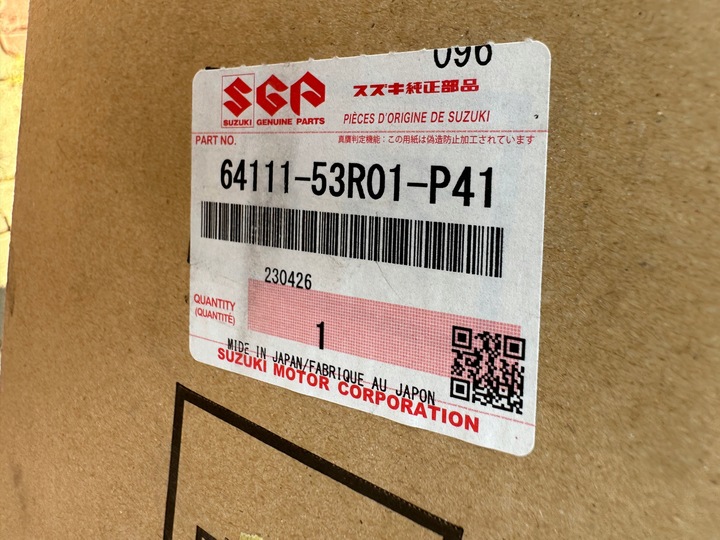 096
SGP
SUZUKI GENUINE PARTS
スズキ純正部品
PIÈCES D'ORIGINE DE SUZUKI
PART NO.
真贋判定機能：この用紙は偽造防止加工されています
64111-53R01-P41
230426
QUANTITY
(QUANTITÉ)
1
MIDE IN JAPAN/FABRIQUE AU JAPON
SUZUKI MOTOR CORPORATION